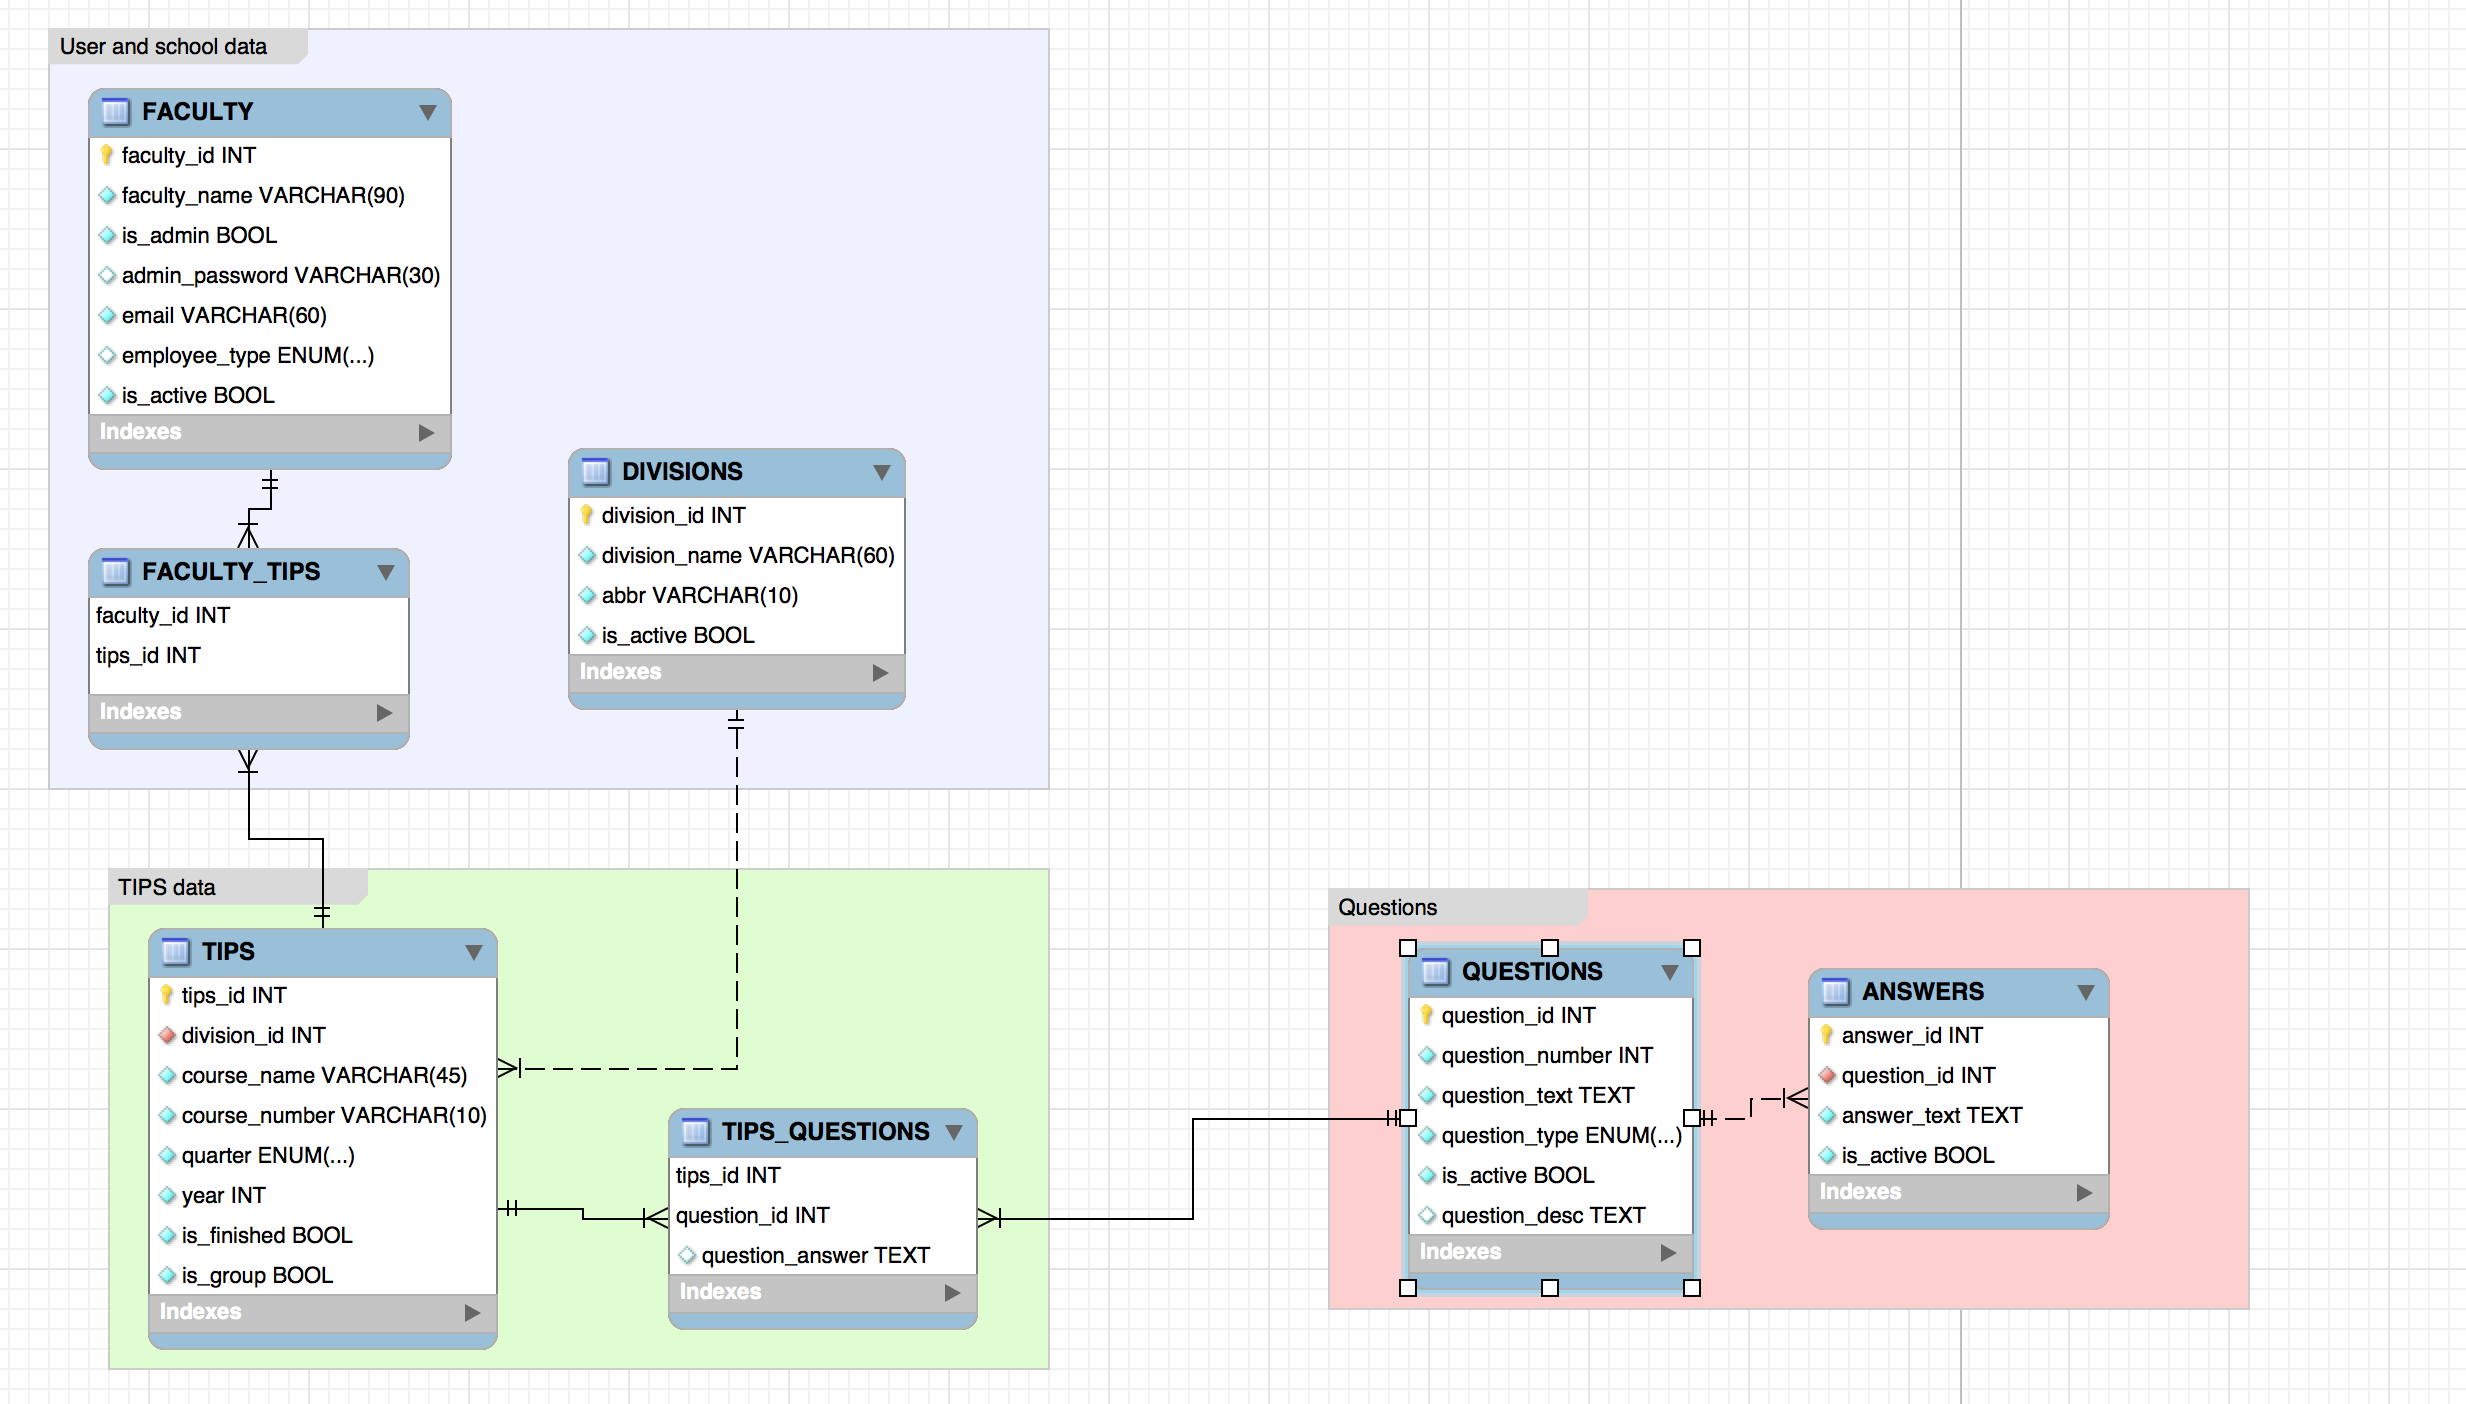 User and school data
FACULTY
faculty_id INT
faculty_name VARCHAR(90)
is_admin BOOL
admin_password VARCHAR(30)
email VARCHAR(60)
employee_type ENUM(...)
is_active BOOL
Indexes
DIVISIONS
division_id INT
division_name VARCHAR(60)
abbr VARCHAR(10)
is_active BOOL
Indexes
FACULTY_TIPS
faculty_id INT
tips_id INT
Indexes
TIPS data
TIPS
tips_id INT
division_id INT
course_name VARCHAR(45)
course_number VARCHAR(10)
quarter ENUM(...)
year INT
is_finished BOOL
is_group BOOL
Indexes
TIPS_QUESTIONS
tips_id INT
question_id INT
question_answer TEXT
Indexes
Questions
QUESTIONS
question_id INT
question_number INT
question_text TEXT
question_type ENUM(...)
is_active BOOL
question_desc TEXT
Indexes
ANSWERS
answer_id INT
question_id INT
answer_text TEXT
is_active BOOL
Indexes